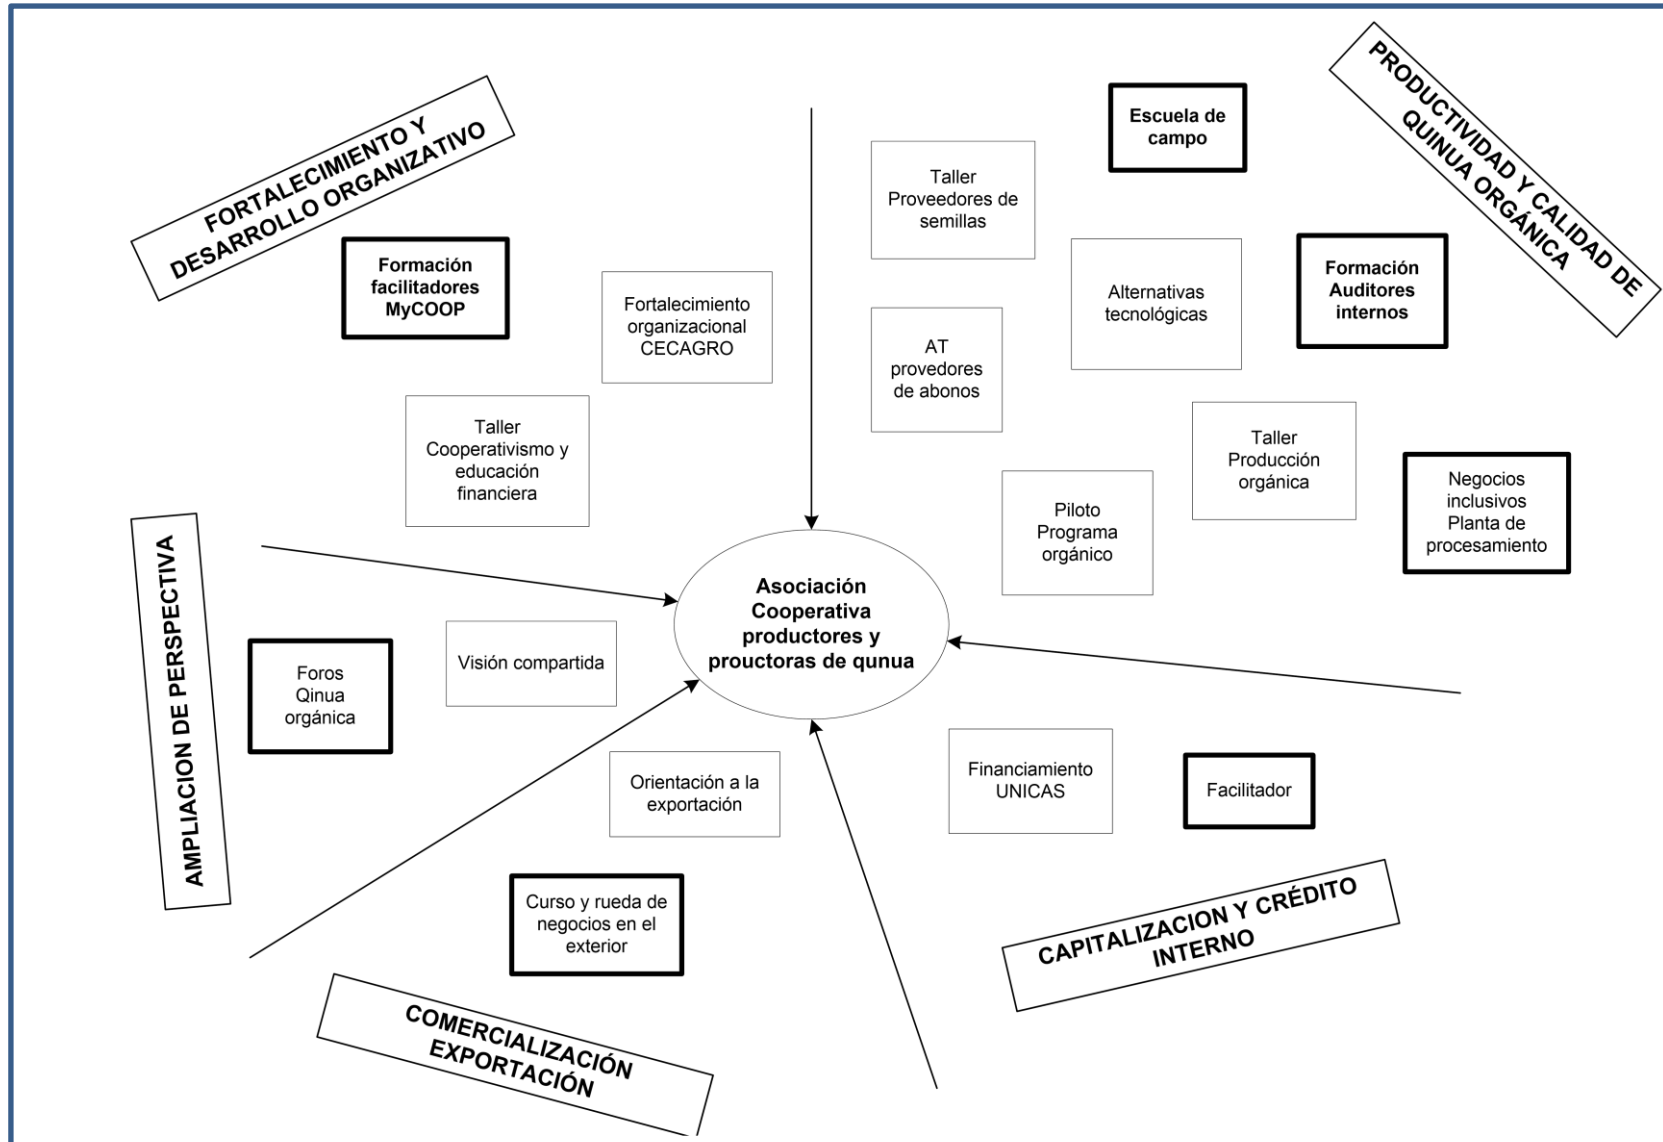 FORTALECIMIENTO Y
DESARROLLO ORGANIZATIVO
Formación
facilitadores
MyCOOP
Fortalecimiento
organizacional
CECAGRO
Taller
Cooperativismo y
educación
financiera
PRODUCTIVIDAD Y CALIDAD DE
QUINUA ORGÁNICA
Escuela de
campo
Taller
Proveedores de
semillas
Alternativas
tecnológicas
Formación
Auditores
internos
AT
provedores
de abonos
Taller
Producción
orgánica
Piloto
Programa
orgánico
Negocios
inclusivos
Planta de
procesamiento
Asociación
Cooperativa
productores y
prouctoras de qunua
AMPLIACION DE PERSPECTIVA
Foros
Qinua
orgánica
Visión compartida
Orientación a la
exportación
Curso y rueda de
negocios en el
exterior
COMERCIALIZACIÓN
EXPORTACIÓN
Financiamiento
UNICAS
Facilitador
CAPITALIZACION Y CRÉDITO
INTERNO